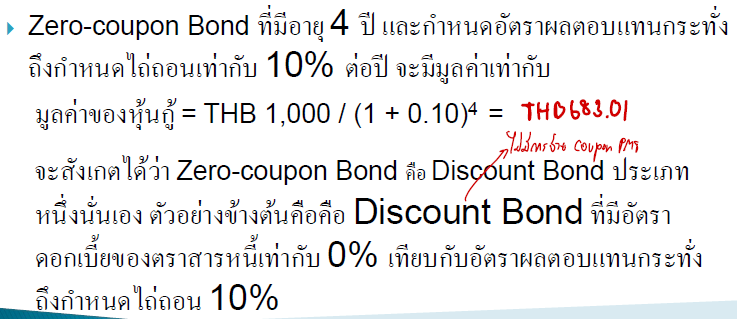 Zero-coupon Bond ที่มีอายุ 4 ปี และกำหนดอัตราผลตอบแทนกระทั่ง
ถึงกำหนดไถ่ถอนเท่ากับ 10% ต่อปี จะมีมูลค่าเท่ากับ
มูลค่าของหุ้นกู้ = THB 1,000 / (1 + 0.10)⁴ = THB 683.01
ไม่มีการจ่าย coupon PMT
จะสังเกตได้ว่า Zero-coupon Bond คือ Discount Bond ประเภท
หนึ่งนั่นเอง ตัวอย่างข้างต้นคือคือ Discount Bond ที่มีอัตรา
ดอกเบี้ยของตราสารหนี้เท่ากับ 0% เทียบกับอัตราผลตอบแทนกระทั่ง
ถึงกำหนดไถ่ถอน 10%